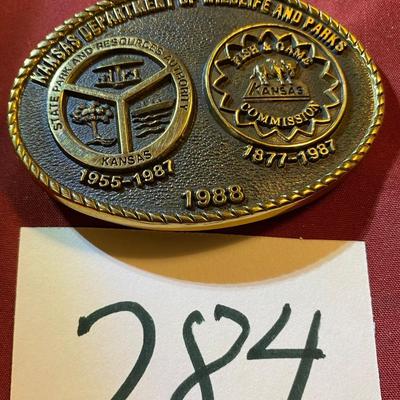 KANSAS DEPARTMENT OF WILDLIFE AND PARKS
STATE PARK AND RESOURCES AUTHORITY
KANSAS
1955-1987
FISH & GAME
KANSAS
COMMISSION
1877-1987
1988
284